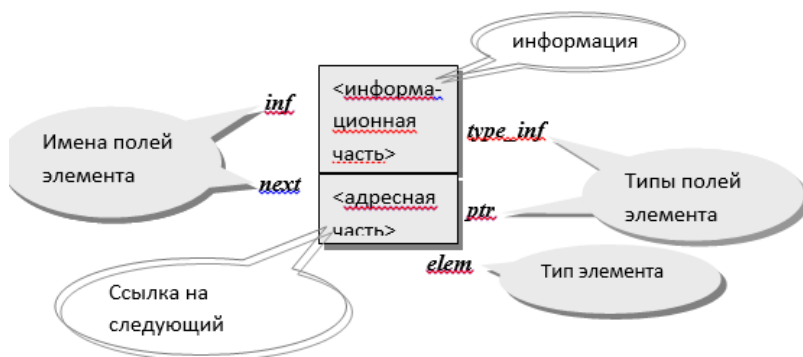 информация
<информа-
ционная
часть>
inf
type_inf
Имена полей
элемента
next
<адресная
часть>
ptr
Типы полей
элемента
elem
Тип элемента
Ссылка на
следующий